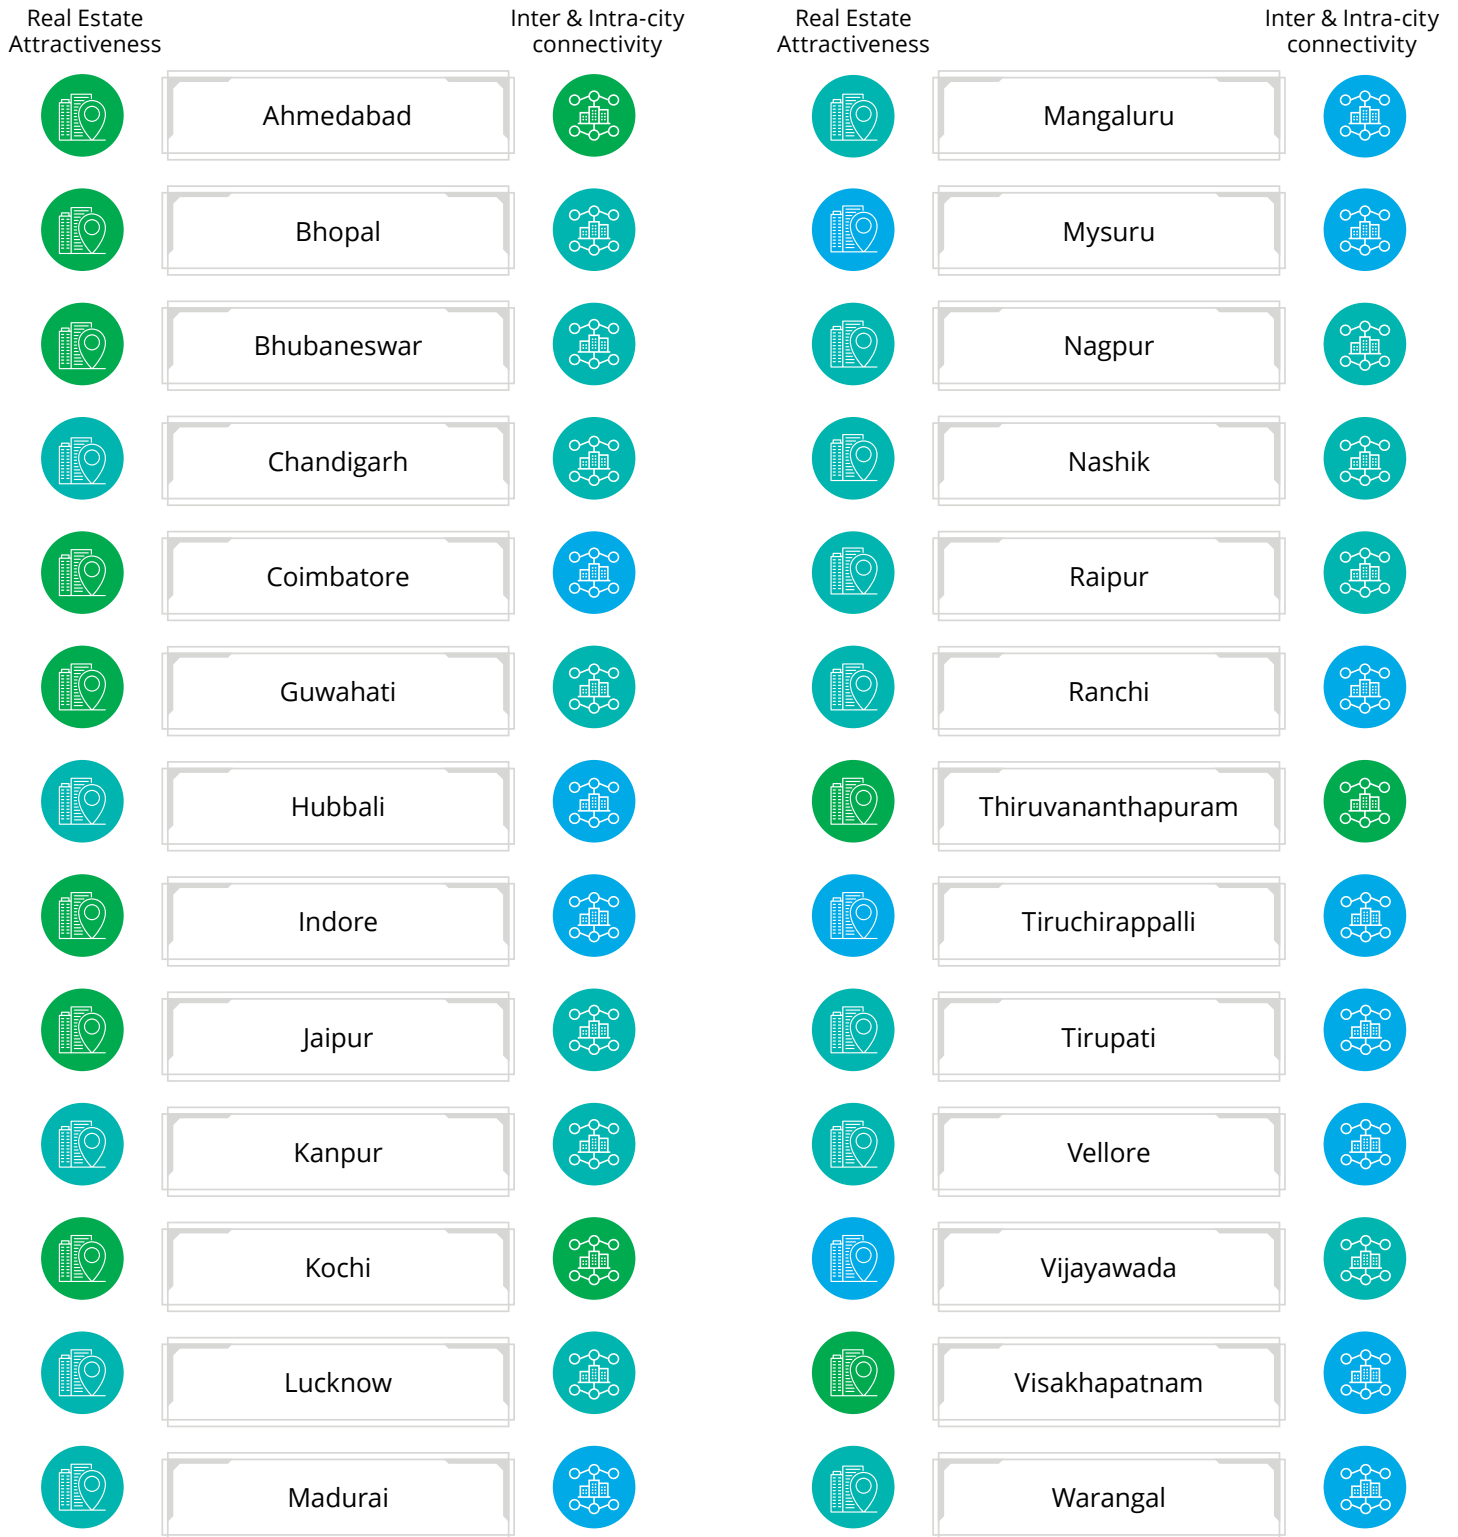 Real Estate
Attractiveness
Inter & Intra-city
connectivity
Ahmedabad
Bhopal
Bhubaneswar
Chandigarh
Coimbatore
Guwahati
Hubbali
Indore
Jaipur
Kanpur
Kochi
Lucknow
Madurai
Real Estate
Attractiveness
Inter & Intra-city
connectivity
Mangaluru
Mysuru
Nagpur
Nashik
Raipur
Ranchi
Thiruvananthapuram
Tiruchirappalli
Tirupati
Vellore
Vijayawada
Visakhapatnam
Warangal